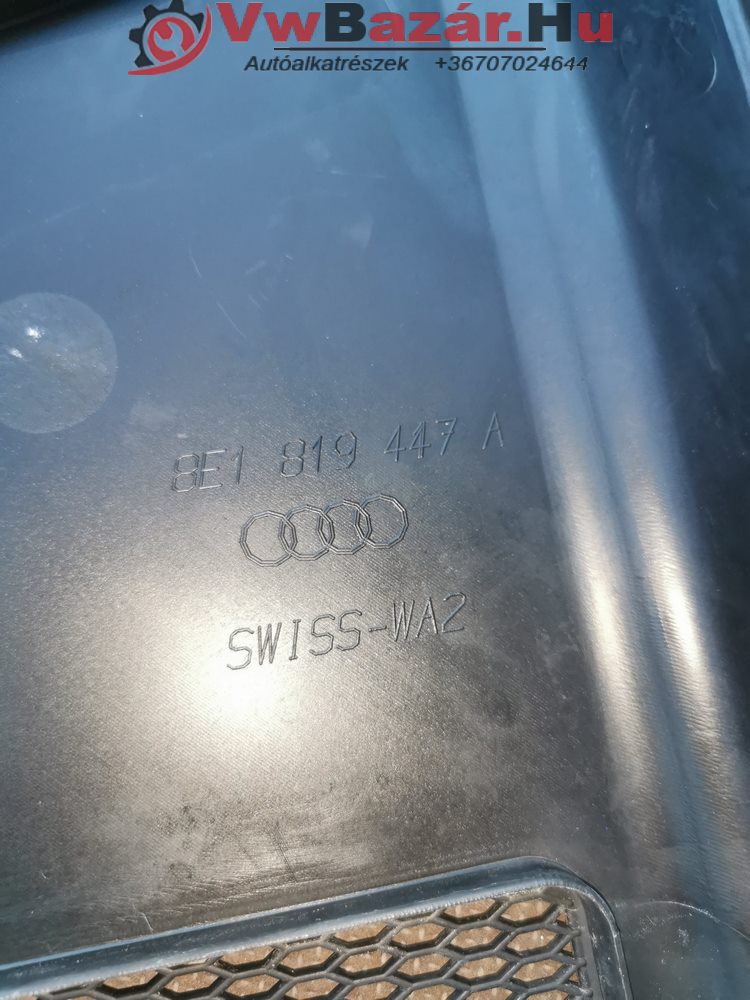 VwBazár.Hu
Autóalkatrészek +36707024644
8E1 819 447 A
SWISS-WA2